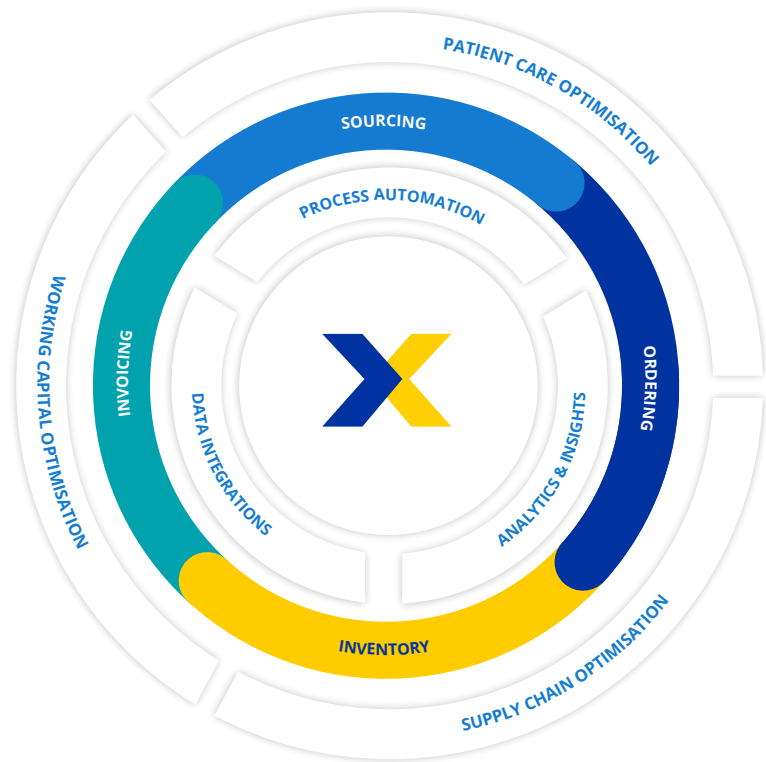 PATIENT CARE OPTIMISATION
SOURCING
PROCESS AUTOMATION
WORKING CAPITAL OPTIMISATION
INVOICING
ORDERING
DATA INTEGRATIONS
ANALYTICS & INSIGHTS
INVENTORY
SUPPLY CHAIN OPTIMISATION